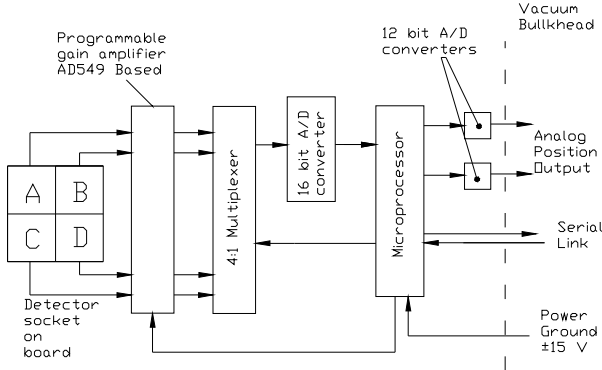 Vacuum
Bullkhead
Programmable
gain amplifier
AD549 Based
12 bit A/D
converters
A
B
C
D
4:1 Multiplexer
16 bit A/D
converter
Microprocessor
Analog
Position
Output
Serial
Link
Detector
socket
on
board
Power
Ground
±15 V